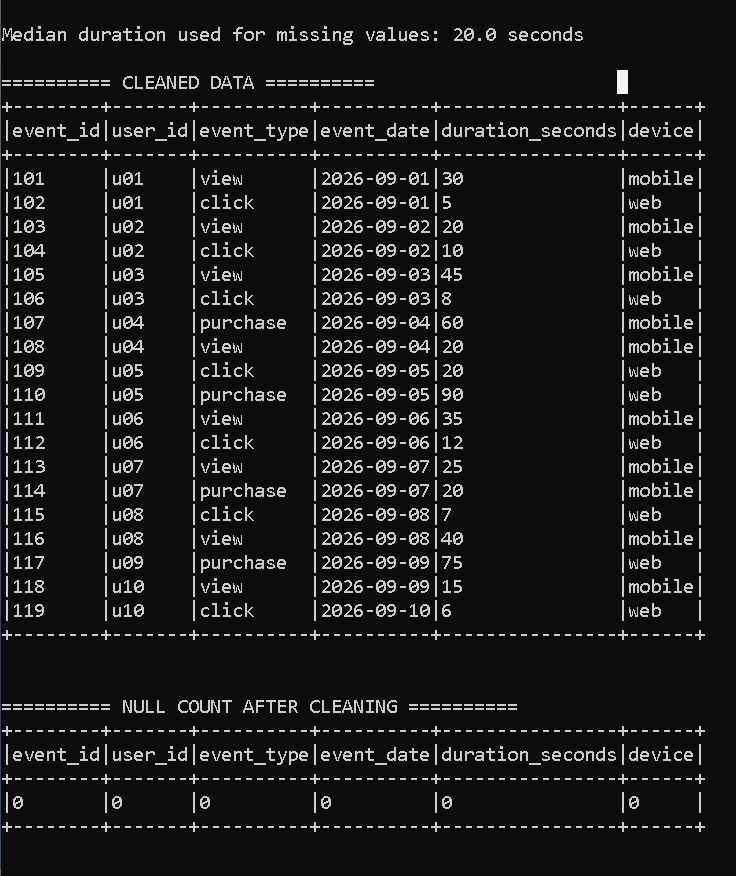 Median duration used for missing values: 20.0 seconds
========== CLEANED DATA ==========
+--------+-------+----------+----------+----------------+------+
|event_id|user_id|event_type|event_date|duration_seconds|device|
+--------+-------+----------+----------+----------------+------+
|101     |u01    |view      |2026-09-01|30              |mobile|
|102     |u01    |click     |2026-09-01|5               |web   |
|103     |u02    |view      |2026-09-02|20              |mobile|
|104     |u02    |click     |2026-09-02|10              |web   |
|105     |u03    |view      |2026-09-03|45              |mobile|
|106     |u03    |click     |2026-09-03|8               |web   |
|107     |u04    |purchase  |2026-09-04|60              |mobile|
|108     |u04    |view      |2026-09-04|20              |mobile|
|109     |u05    |click     |2026-09-05|20              |web   |
|110     |u05    |purchase  |2026-09-05|90              |web   |
|111     |u06    |view      |2026-09-06|35              |mobile|
|112     |u06    |click     |2026-09-06|12              |web   |
|113     |u07    |view      |2026-09-07|25              |mobile|
|114     |u07    |purchase  |2026-09-07|20              |mobile|
|115     |u08    |click     |2026-09-08|7               |web   |
|116     |u08    |view      |2026-09-08|40              |mobile|
|117     |u09    |purchase  |2026-09-09|75              |web   |
|118     |u10    |view      |2026-09-09|15              |mobile|
|119     |u10    |click     |2026-09-10|6               |web   |
+--------+-------+----------+----------+----------------+------+
========== NULL COUNT AFTER CLEANING ==========
+--------+-------+----------+----------+----------------+------+
|event_id|user_id|event_type|event_date|duration_seconds|device|
+--------+-------+----------+----------+----------------+------+
|0       |0      |0         |0         |0               |0     |
+--------+-------+----------+----------+----------------+------+